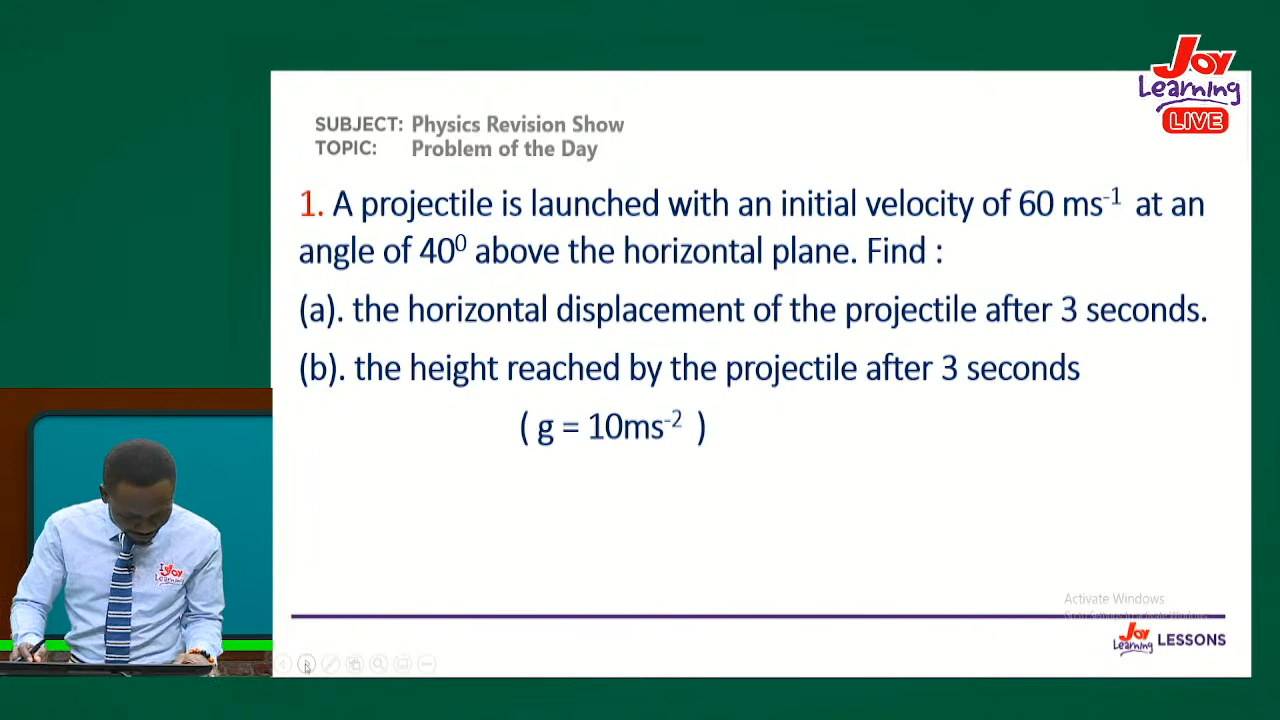 Joy
Learning
LIVE
SUBJECT: Physics Revision Show
TOPIC: Problem of the Day
1. A projectile is launched with an initial velocity of 60 ms⁻¹ at an
angle of 40⁰ above the horizontal plane. Find :
(a). the horizontal displacement of the projectile after 3 seconds.
(b). the height reached by the projectile after 3 seconds
( g = 10ms⁻² )
I Joy
Learning
Activate Windows
Joy
Learning LESSONS